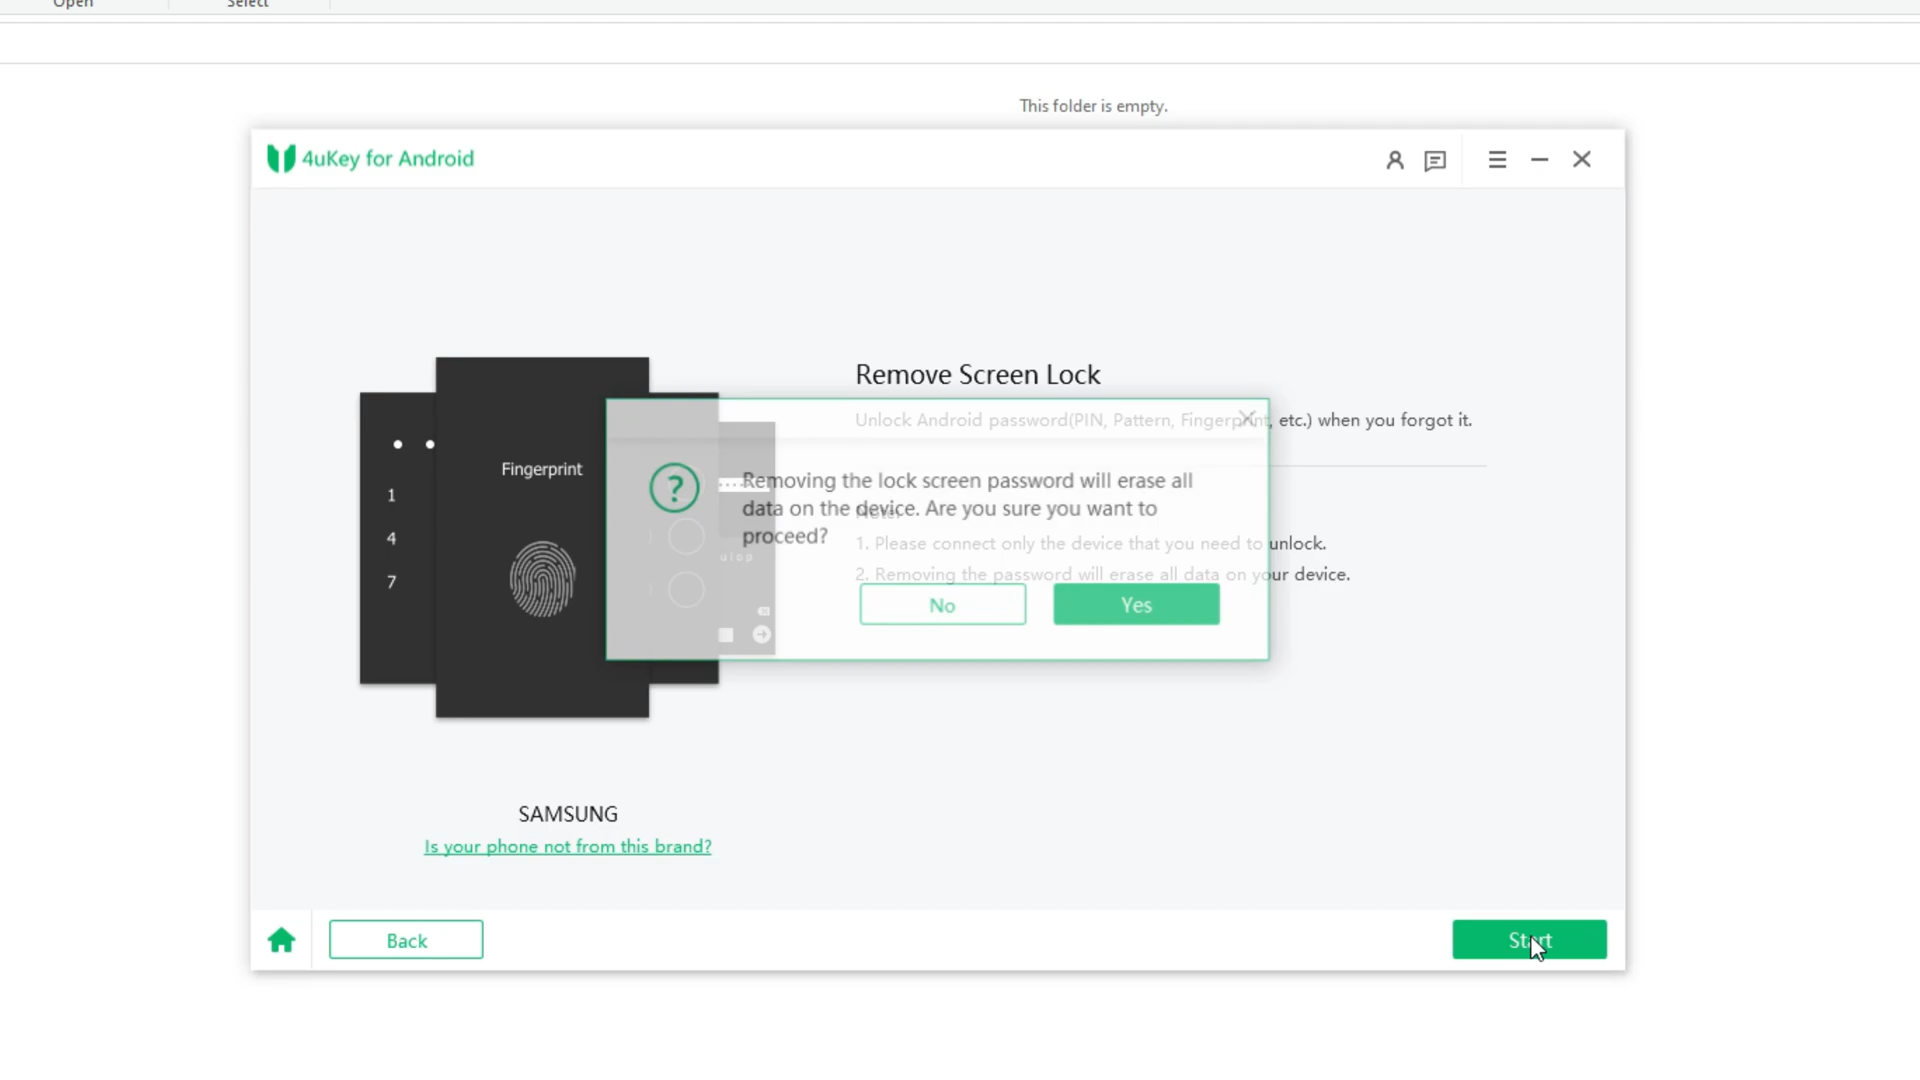 Open Select
This folder is empty.
4uKey for Android
Remove Screen Lock
Unlock Android password(PIN, Pattern, Fingerprint, etc.) when you forgot it.
Fingerprint
1
4
7
Removing the lock screen password will erase all
data on the device. Are you sure you want to
proceed?
Note:
1. Please connect only the device that you need to unlock.
2. Removing the password will erase all data on your device.
u i o p
No Yes
SAMSUNG
Is your phone not from this brand?
Back Start